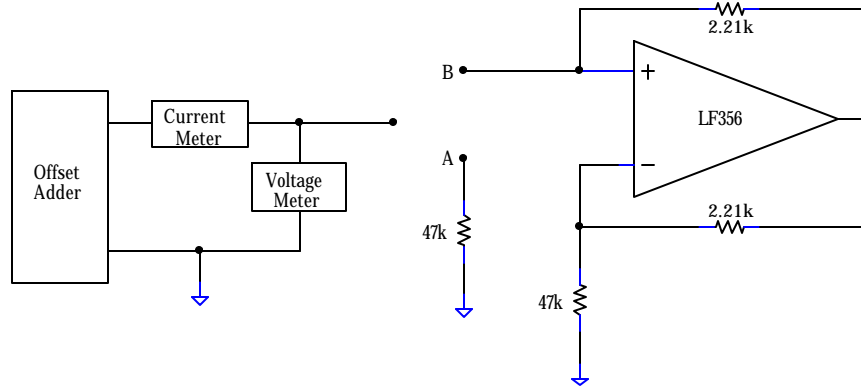 2.21k
B
+
LF356
Current
Meter
Offset
Adder
A
−
Voltage
Meter
2.21k
47k
47k